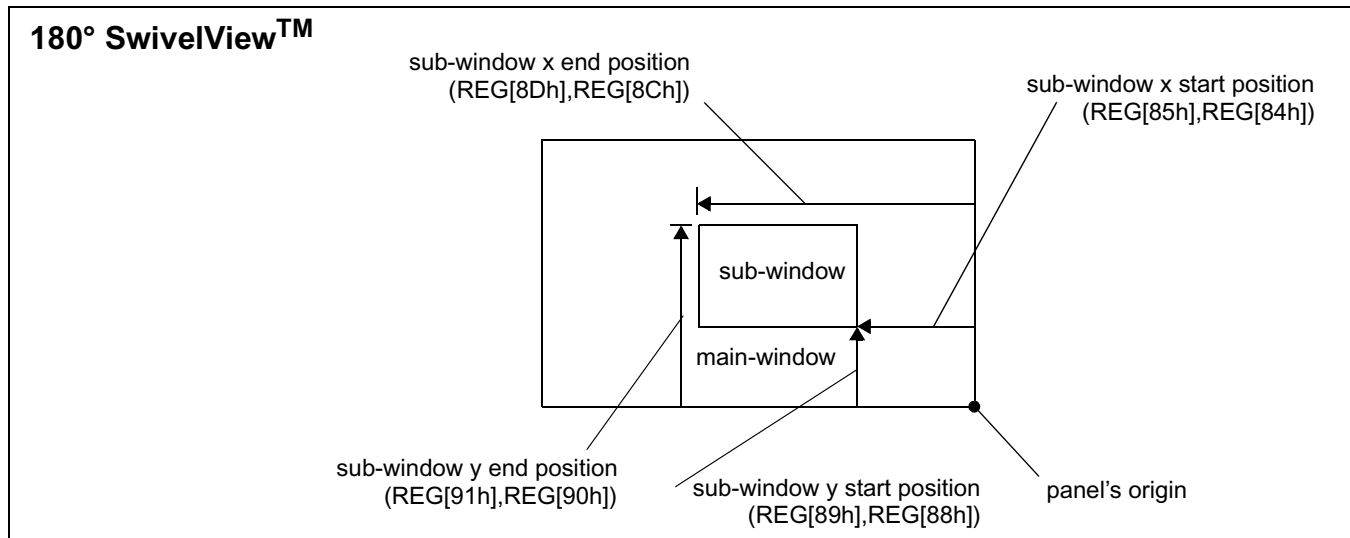 180° SwivelView™
sub-window x end position
(REG[8Dh],REG[8Ch])
sub-window x start position
(REG[85h],REG[84h])
sub-window
main-window
sub-window y end position
(REG[91h],REG[90h])
sub-window y start position
(REG[89h],REG[88h])
panel's origin